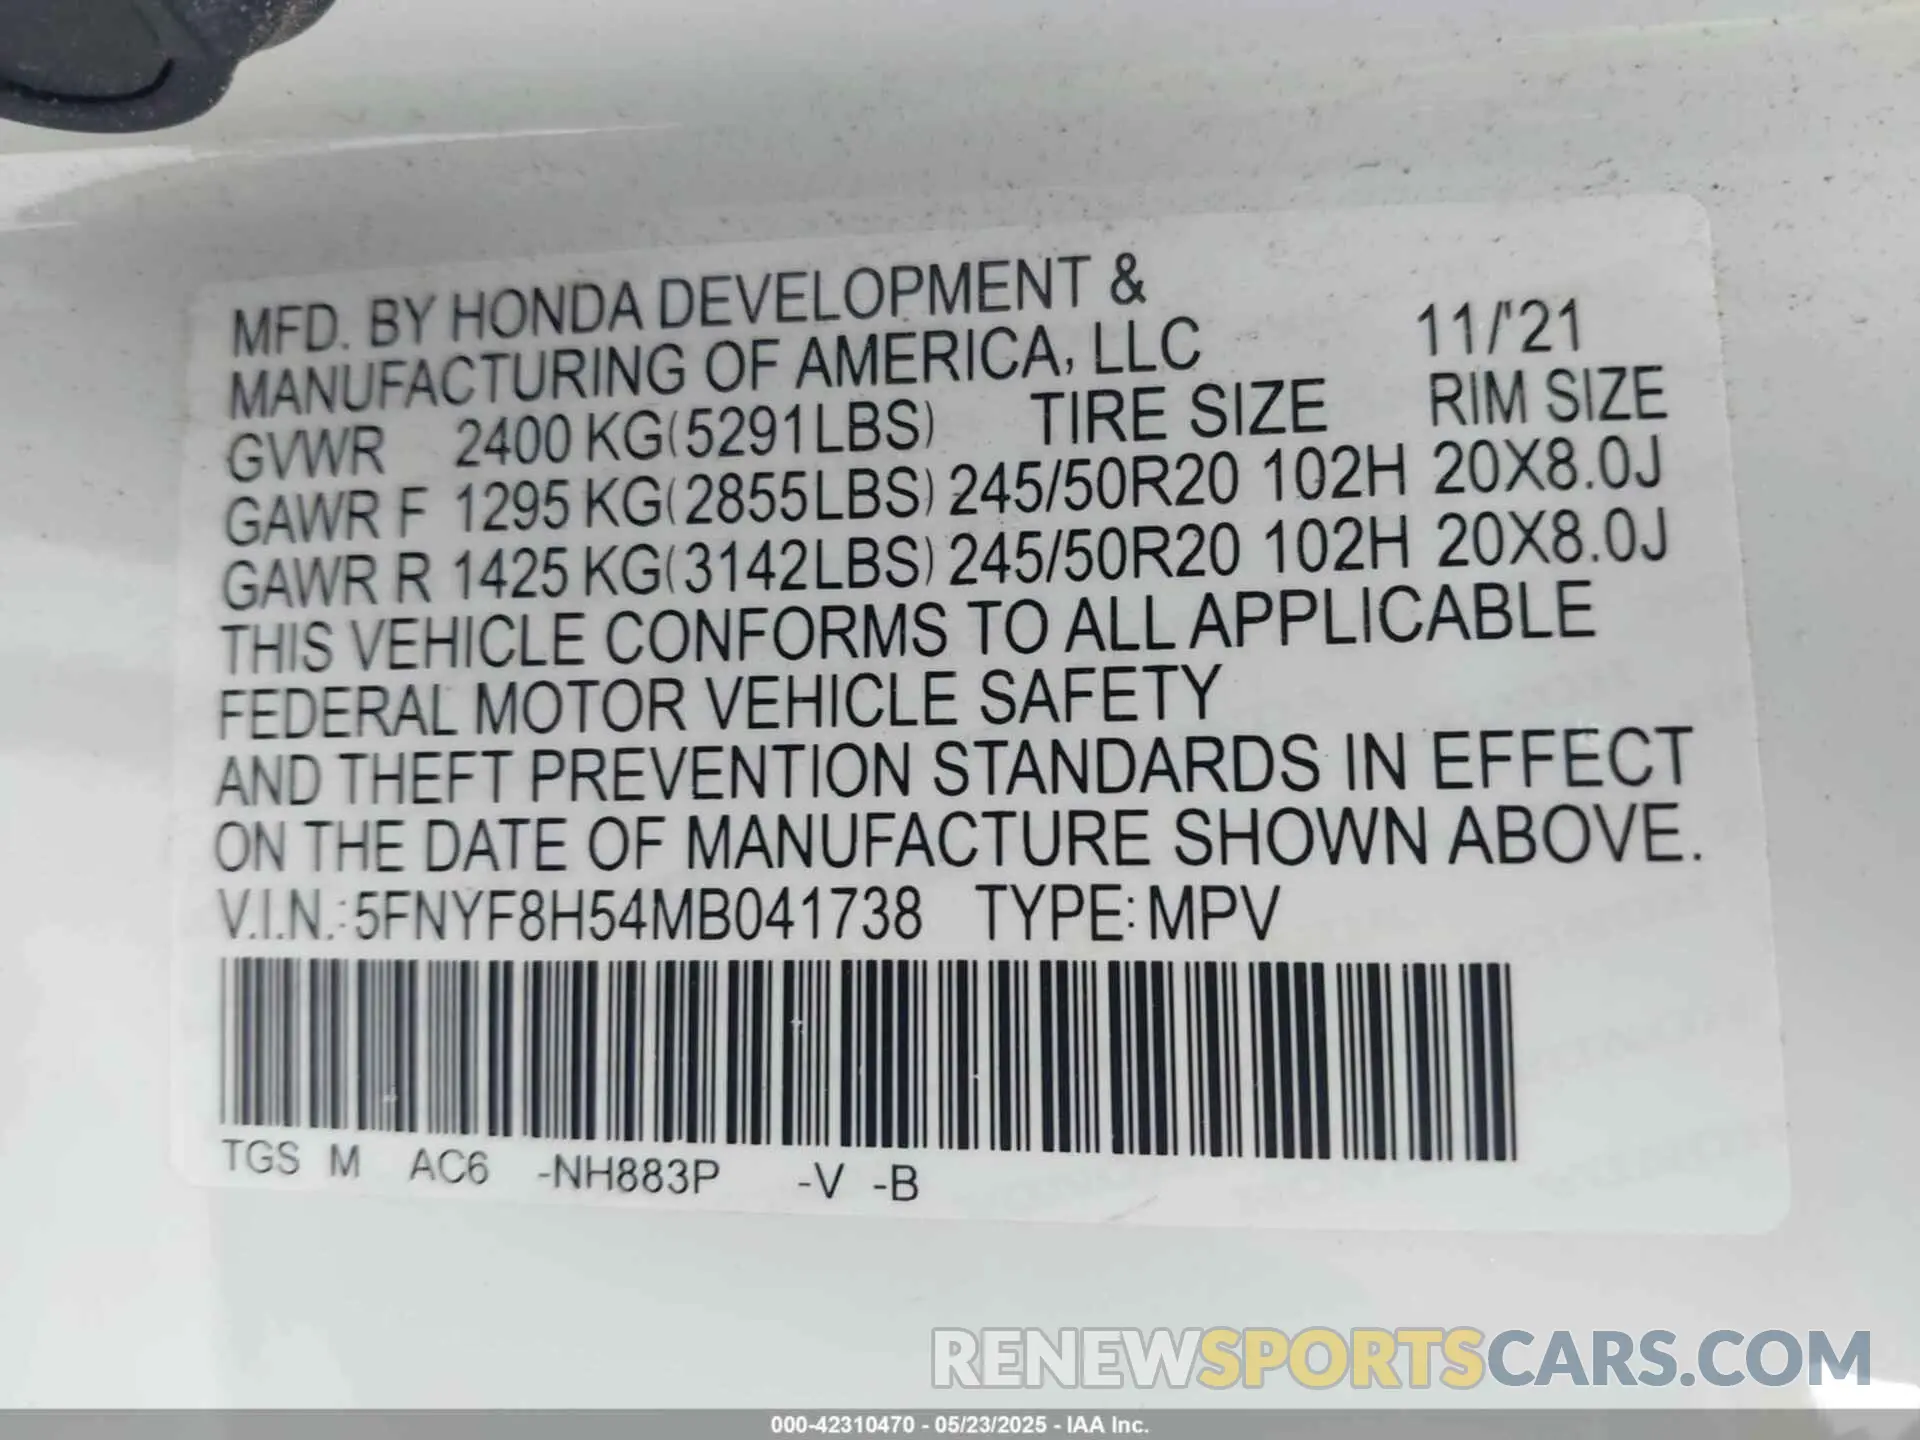 MFD. BY HONDA DEVELOPMENT &
MANUFACTURING OF AMERICA, LLC 11/'21
GVWR 2400 KG(5291LBS) TIRE SIZE RIM SIZE
GAWR F 1295 KG(2855LBS) 245/50R20 102H 20X8.0J
GAWR R 1425 KG(3142LBS) 245/50R20 102H 20X8.0J
THIS VEHICLE CONFORMS TO ALL APPLICABLE
FEDERAL MOTOR VEHICLE SAFETY
AND THEFT PREVENTION STANDARDS IN EFFECT
ON THE DATE OF MANUFACTURE SHOWN ABOVE.
V.I.N.:5FNYF8H54MB041738 TYPE:MPV
TGS M AC6 -NH883P -V -B
RENEWSPORTSCARS.COM
000-42310470 - 05/23/2025 - IAA Inc.